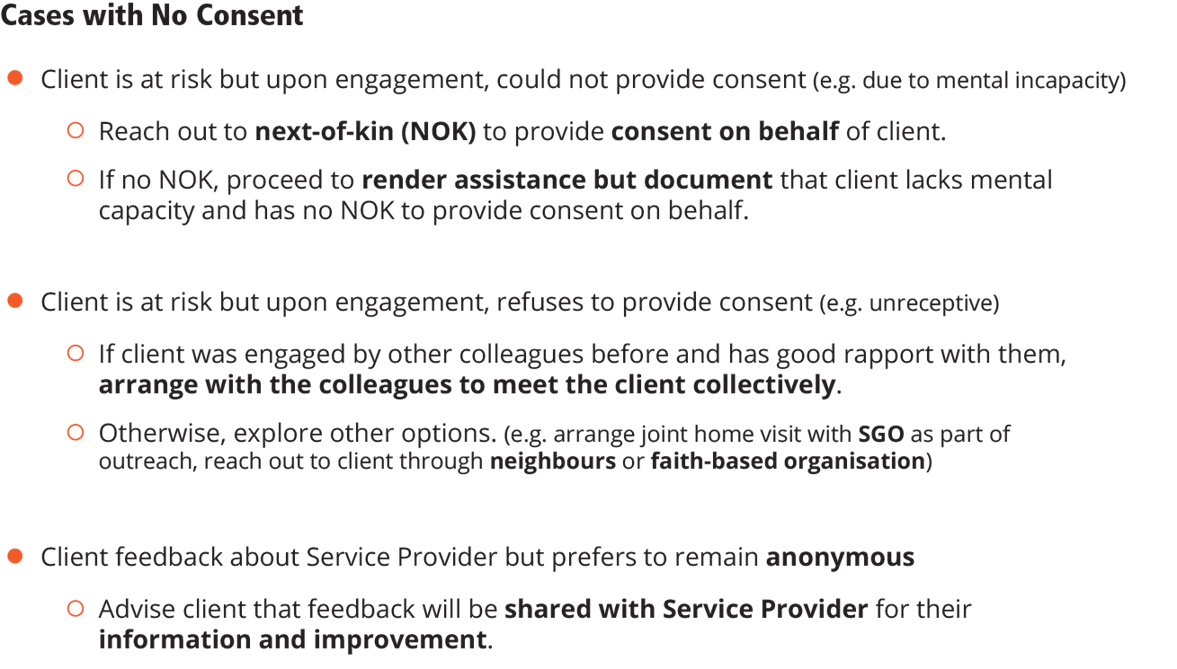 Cases with No Consent
Client is at risk but upon engagement, could not provide consent (e.g. due to mental incapacity)
Reach out to next-of-kin (NOK) to provide consent on behalf of client.
If no NOK, proceed to render assistance but document that client lacks mental
capacity and has no NOK to provide consent on behalf.
Client is at risk but upon engagement, refuses to provide consent (e.g. unreceptive)
If client was engaged by other colleagues before and has good rapport with them,
arrange with the colleagues to meet the client collectively.
Otherwise, explore other options. (e.g. arrange joint home visit with SGO as part of
outreach, reach out to client through neighbours or faith-based organisation)
Client feedback about Service Provider but prefers to remain anonymous
Advise client that feedback will be shared with Service Provider for their
information and improvement.